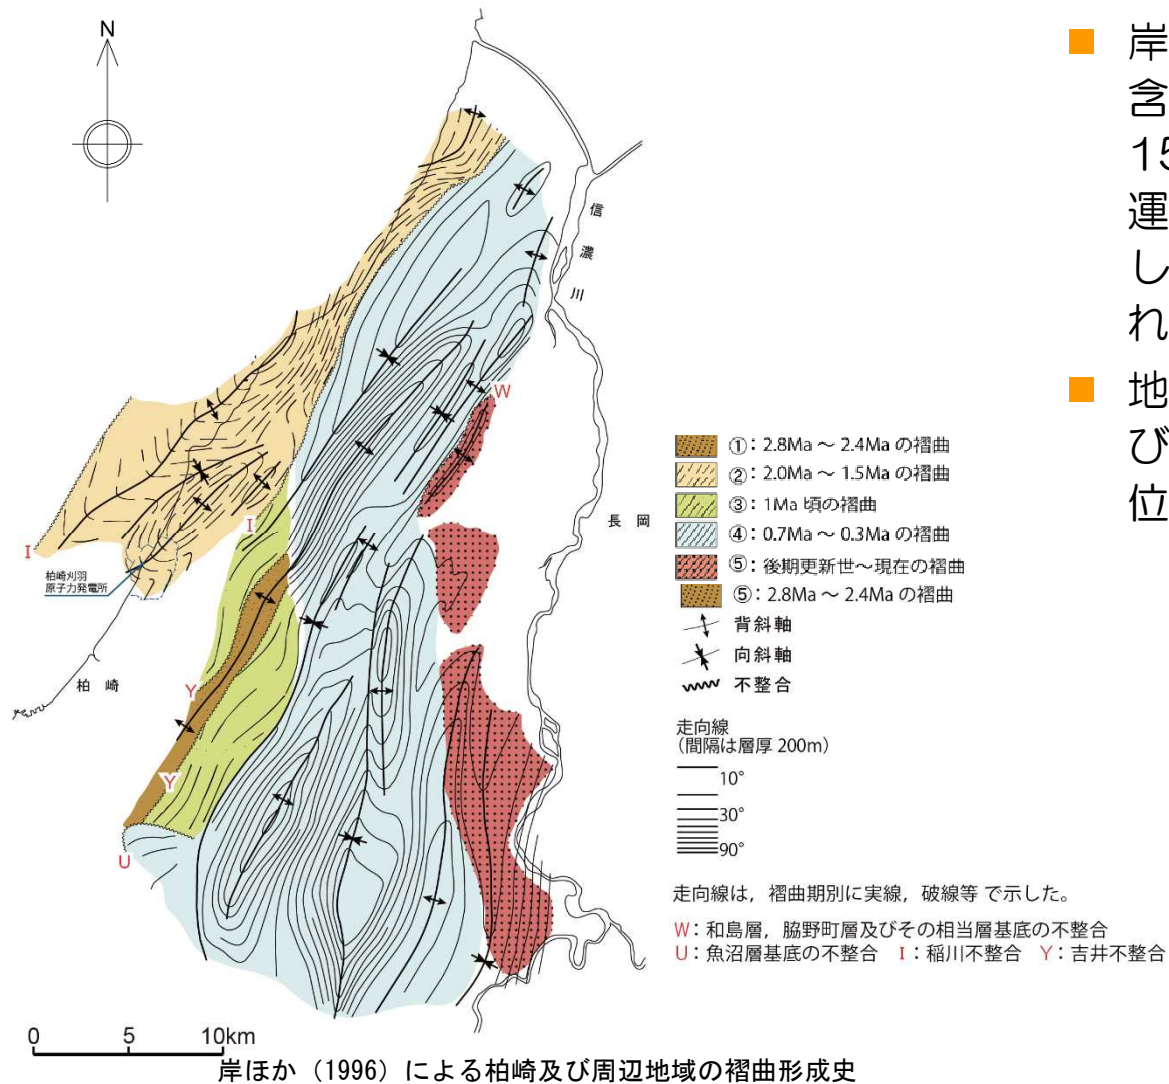 N
信
濃
川
W
長 岡
I
I
柏崎刈羽
原子力発電所
柏 崎
Y
Y
U
0 5 10km
①：2.8Ma ～ 2.4Ma の褶曲
②：2.0Ma ～ 1.5Ma の褶曲
③：1Ma 頃の褶曲
④：0.7Ma ～ 0.3Ma の褶曲
⑤：後期更新世～現在の褶曲
⑤：2.8Ma ～ 2.4Ma の褶曲
背斜軸
向斜軸
不整合
走向線
(間隔は層厚 200m)
10°
30°
90°
走向線は，褶曲期別に実線，破線等 で示した。
W：和島層，脇野町層及びその相当層基底の不整合
U：魚沼層基底の不整合 I：稲川不整合 Y：吉井不整合
岸ほか（1996）による柏崎及び周辺地域の褶曲形成史
■ 岸
含
15
運
し
れ
■ 地
び
位